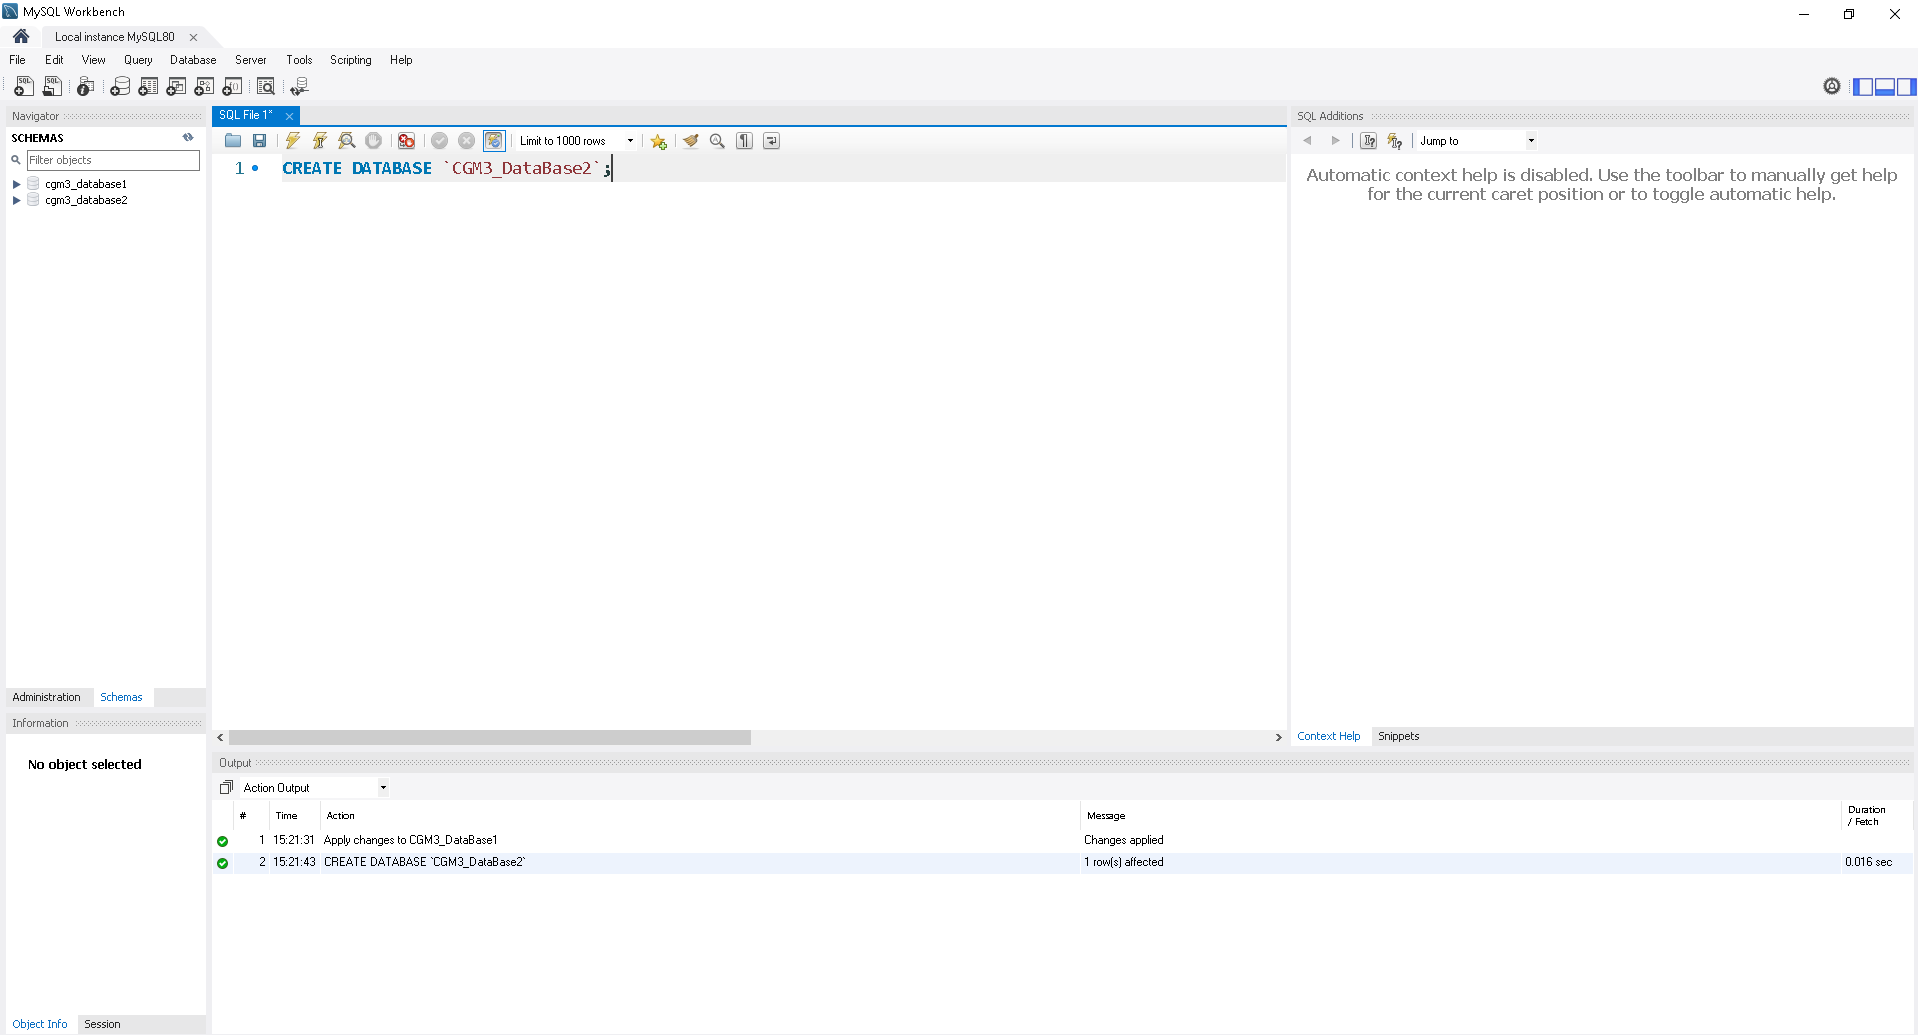 MySQL Workbench
Local instance MySQL80
File Edit View Query Database Server Tools Scripting Help
Navigator
SCHEMAS
Filter objects
cgm3_database1
cgm3_database2
Administration Schemas
Information
No object selected
Object Info Session
SQL File 1*
Limit to 1000 rows
1 CREATE DATABASE `CGM3_DataBase2`;
SQL Additions
Jump to
Automatic context help is disabled. Use the toolbar to manually get help
for the current caret position or to toggle automatic help.
Context Help Snippets
Output
Action Output
# Time Action Message Duration / Fetch
1 15:21:31 Apply changes to CGM3_DataBase1 Changes applied
2 15:21:43 CREATE DATABASE `CGM3_DataBase2` 1 row(s) affected 0.016 sec